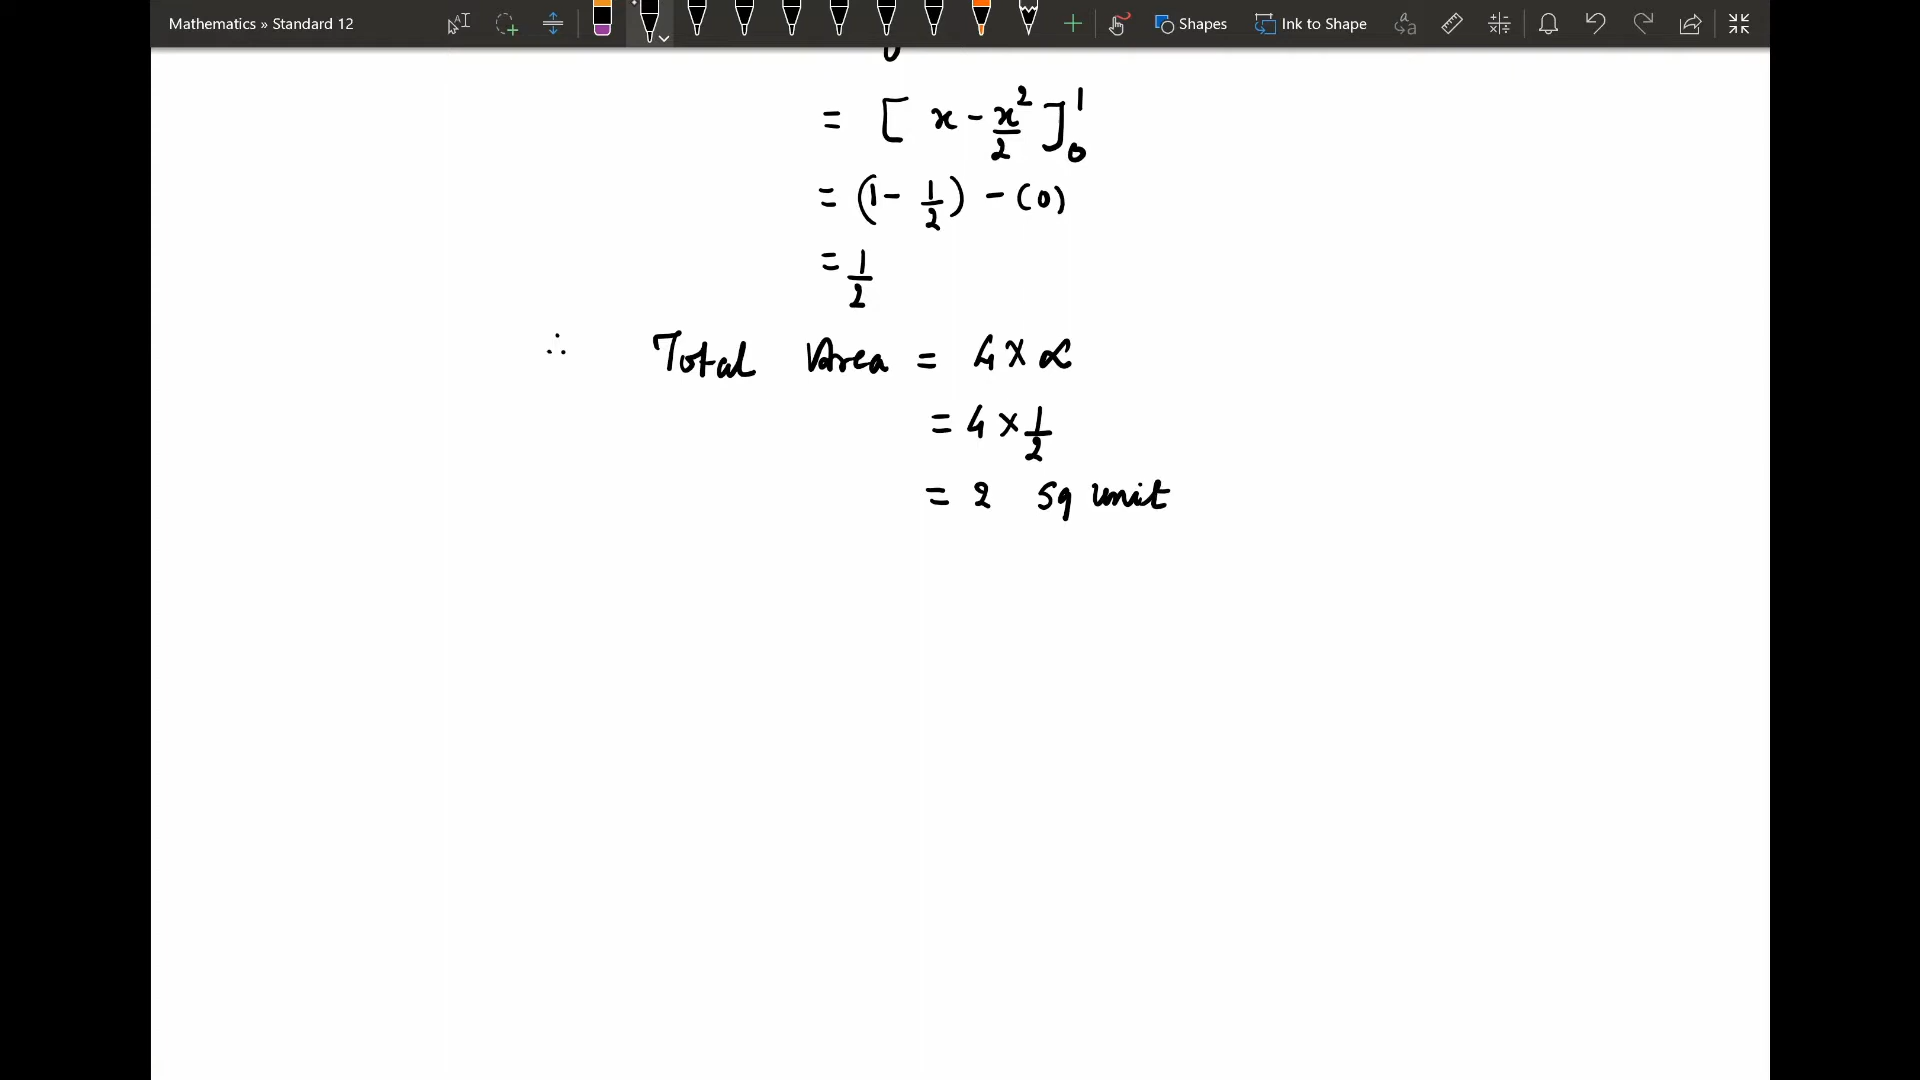 Mathematics » Standard 12
Shapes
Ink to Shape
0
= [ x - x²/2 ]₀¹
= (1 - 1/2) - (0)
= 1/2
∴ Total Area = 4 × α
= 4 × 1/2
= 2 sq unit